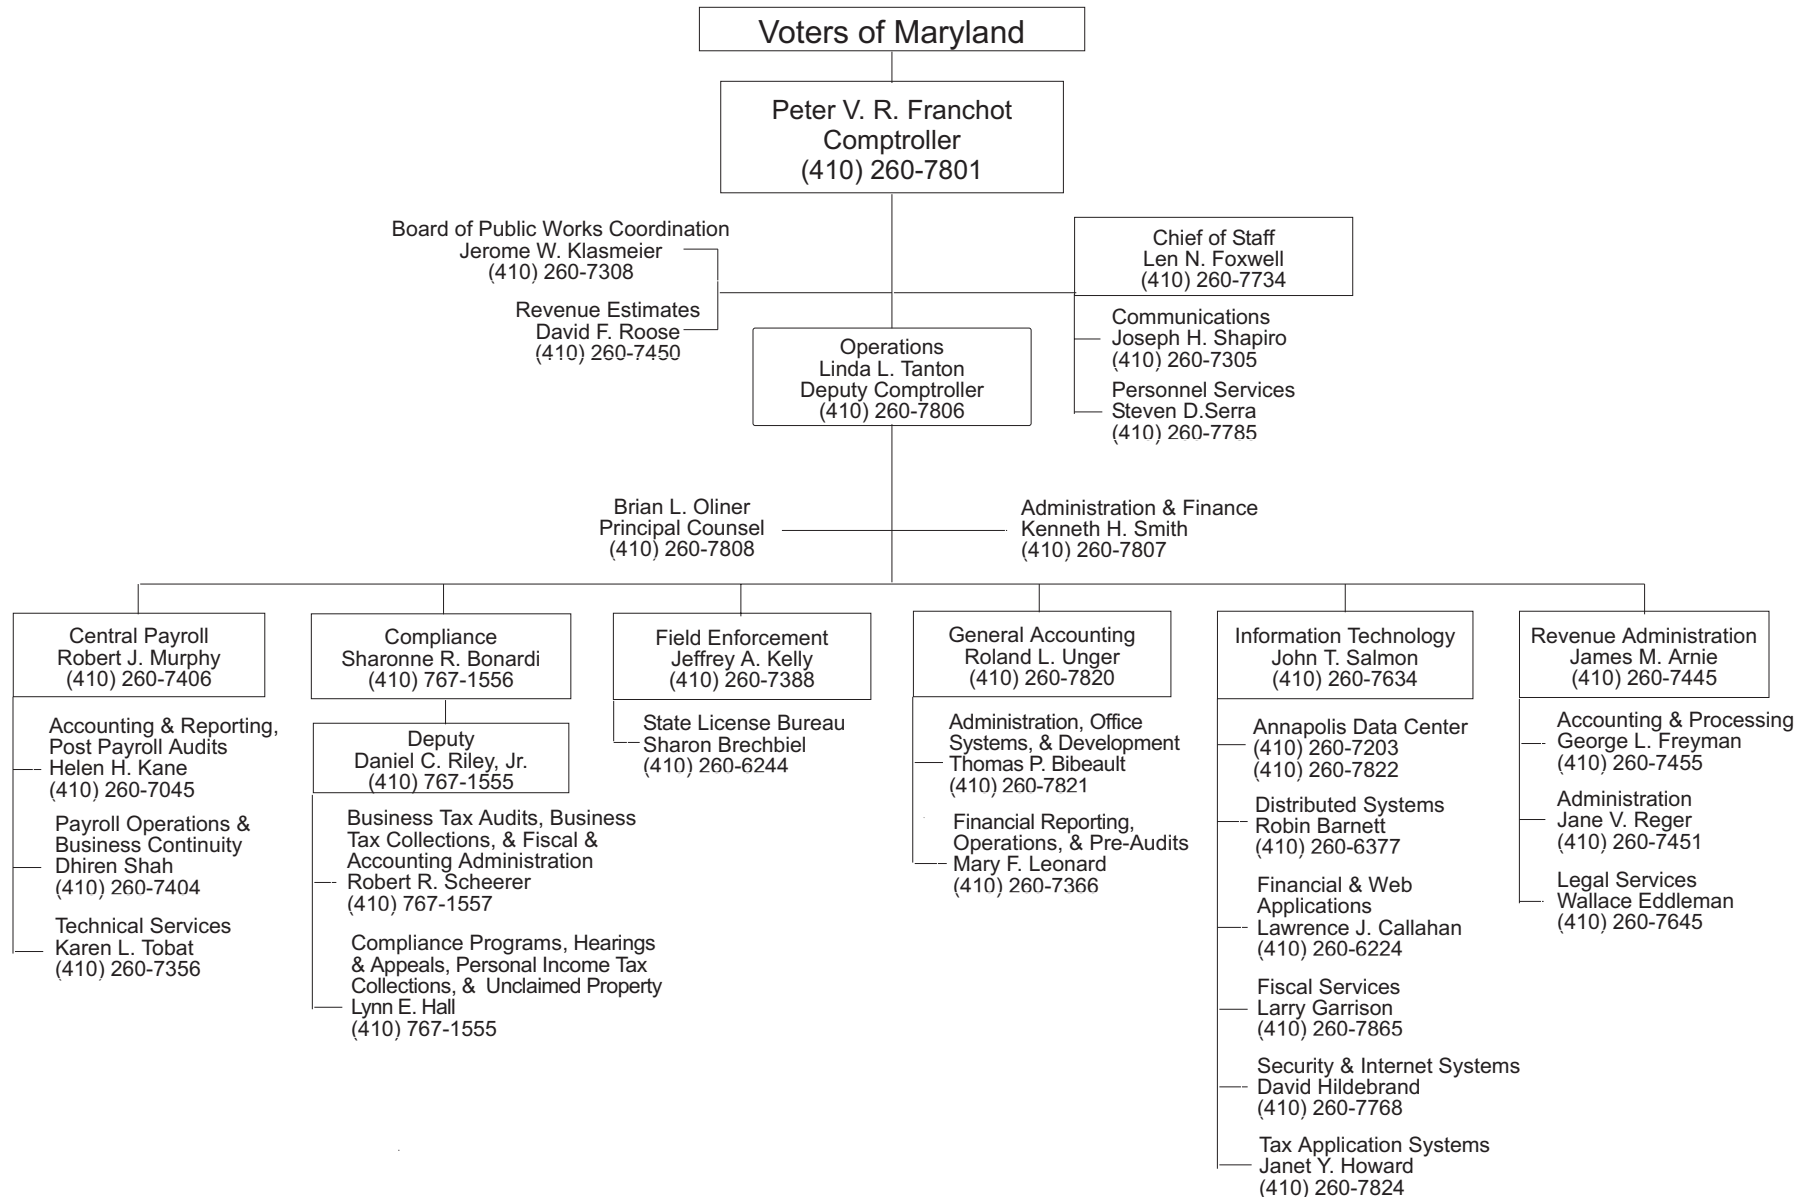 Voters of Maryland
Peter V. R. Franchot
Comptroller
(410) 260-7801
Board of Public Works Coordination
Jerome W. Klasmeier
(410) 260-7308
Revenue Estimates
David F. Roose
(410) 260-7450
Chief of Staff
Len N. Foxwell
(410) 260-7734
Communications
Joseph H. Shapiro
(410) 260-7305
Personnel Services
Steven D.Serra
(410) 260-7785
Operations
Linda L. Tanton
Deputy Comptroller
(410) 260-7806
Brian L. Oliner
Principal Counsel
(410) 260-7808
Administration & Finance
Kenneth H. Smith
(410) 260-7807
Central Payroll
Robert J. Murphy
(410) 260-7406
Accounting & Reporting,
Post Payroll Audits
Helen H. Kane
(410) 260-7045
Payroll Operations &
Business Continuity
Dhiren Shah
(410) 260-7404
Technical Services
Karen L. Tobat
(410) 260-7356
Compliance
Sharonne R. Bonardi
(410) 767-1556
Deputy
Daniel C. Riley, Jr.
(410) 767-1555
Business Tax Audits, Business
Tax Collections, & Fiscal &
Accounting Administration
Robert R. Scheerer
(410) 767-1557
Compliance Programs, Hearings
& Appeals, Personal Income Tax
Collections, & Unclaimed Property
Lynn E. Hall
(410) 767-1555
Field Enforcement
Jeffrey A. Kelly
(410) 260-7388
State License Bureau
Sharon Brechbiel
(410) 260-6244
General Accounting
Roland L. Unger
(410) 260-7820
Administration, Office
Systems, & Development
Thomas P. Bibeault
(410) 260-7821
Financial Reporting,
Operations, & Pre-Audits
Mary F. Leonard
(410) 260-7366
Information Technology
John T. Salmon
(410) 260-7634
Annapolis Data Center
(410) 260-7203
(410) 260-7822
Distributed Systems
Robin Barnett
(410) 260-6377
Financial & Web
Applications
Lawrence J. Callahan
(410) 260-6224
Fiscal Services
Larry Garrison
(410) 260-7865
Security & Internet Systems
David Hildebrand
(410) 260-7768
Tax Application Systems
Janet Y. Howard
(410) 260-7824
Revenue Administration
James M. Arnie
(410) 260-7445
Accounting & Processing
George L. Freyman
(410) 260-7455
Administration
Jane V. Reger
(410) 260-7451
Legal Services
Wallace Eddleman
(410) 260-7645